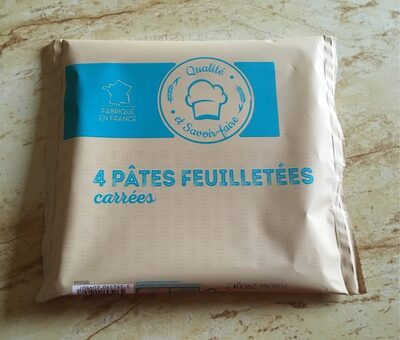 Qualité
et Savoir-faire
FABRIQUÉ
EN FRANCE
4 PÂTES FEUILLETÉES
carrées